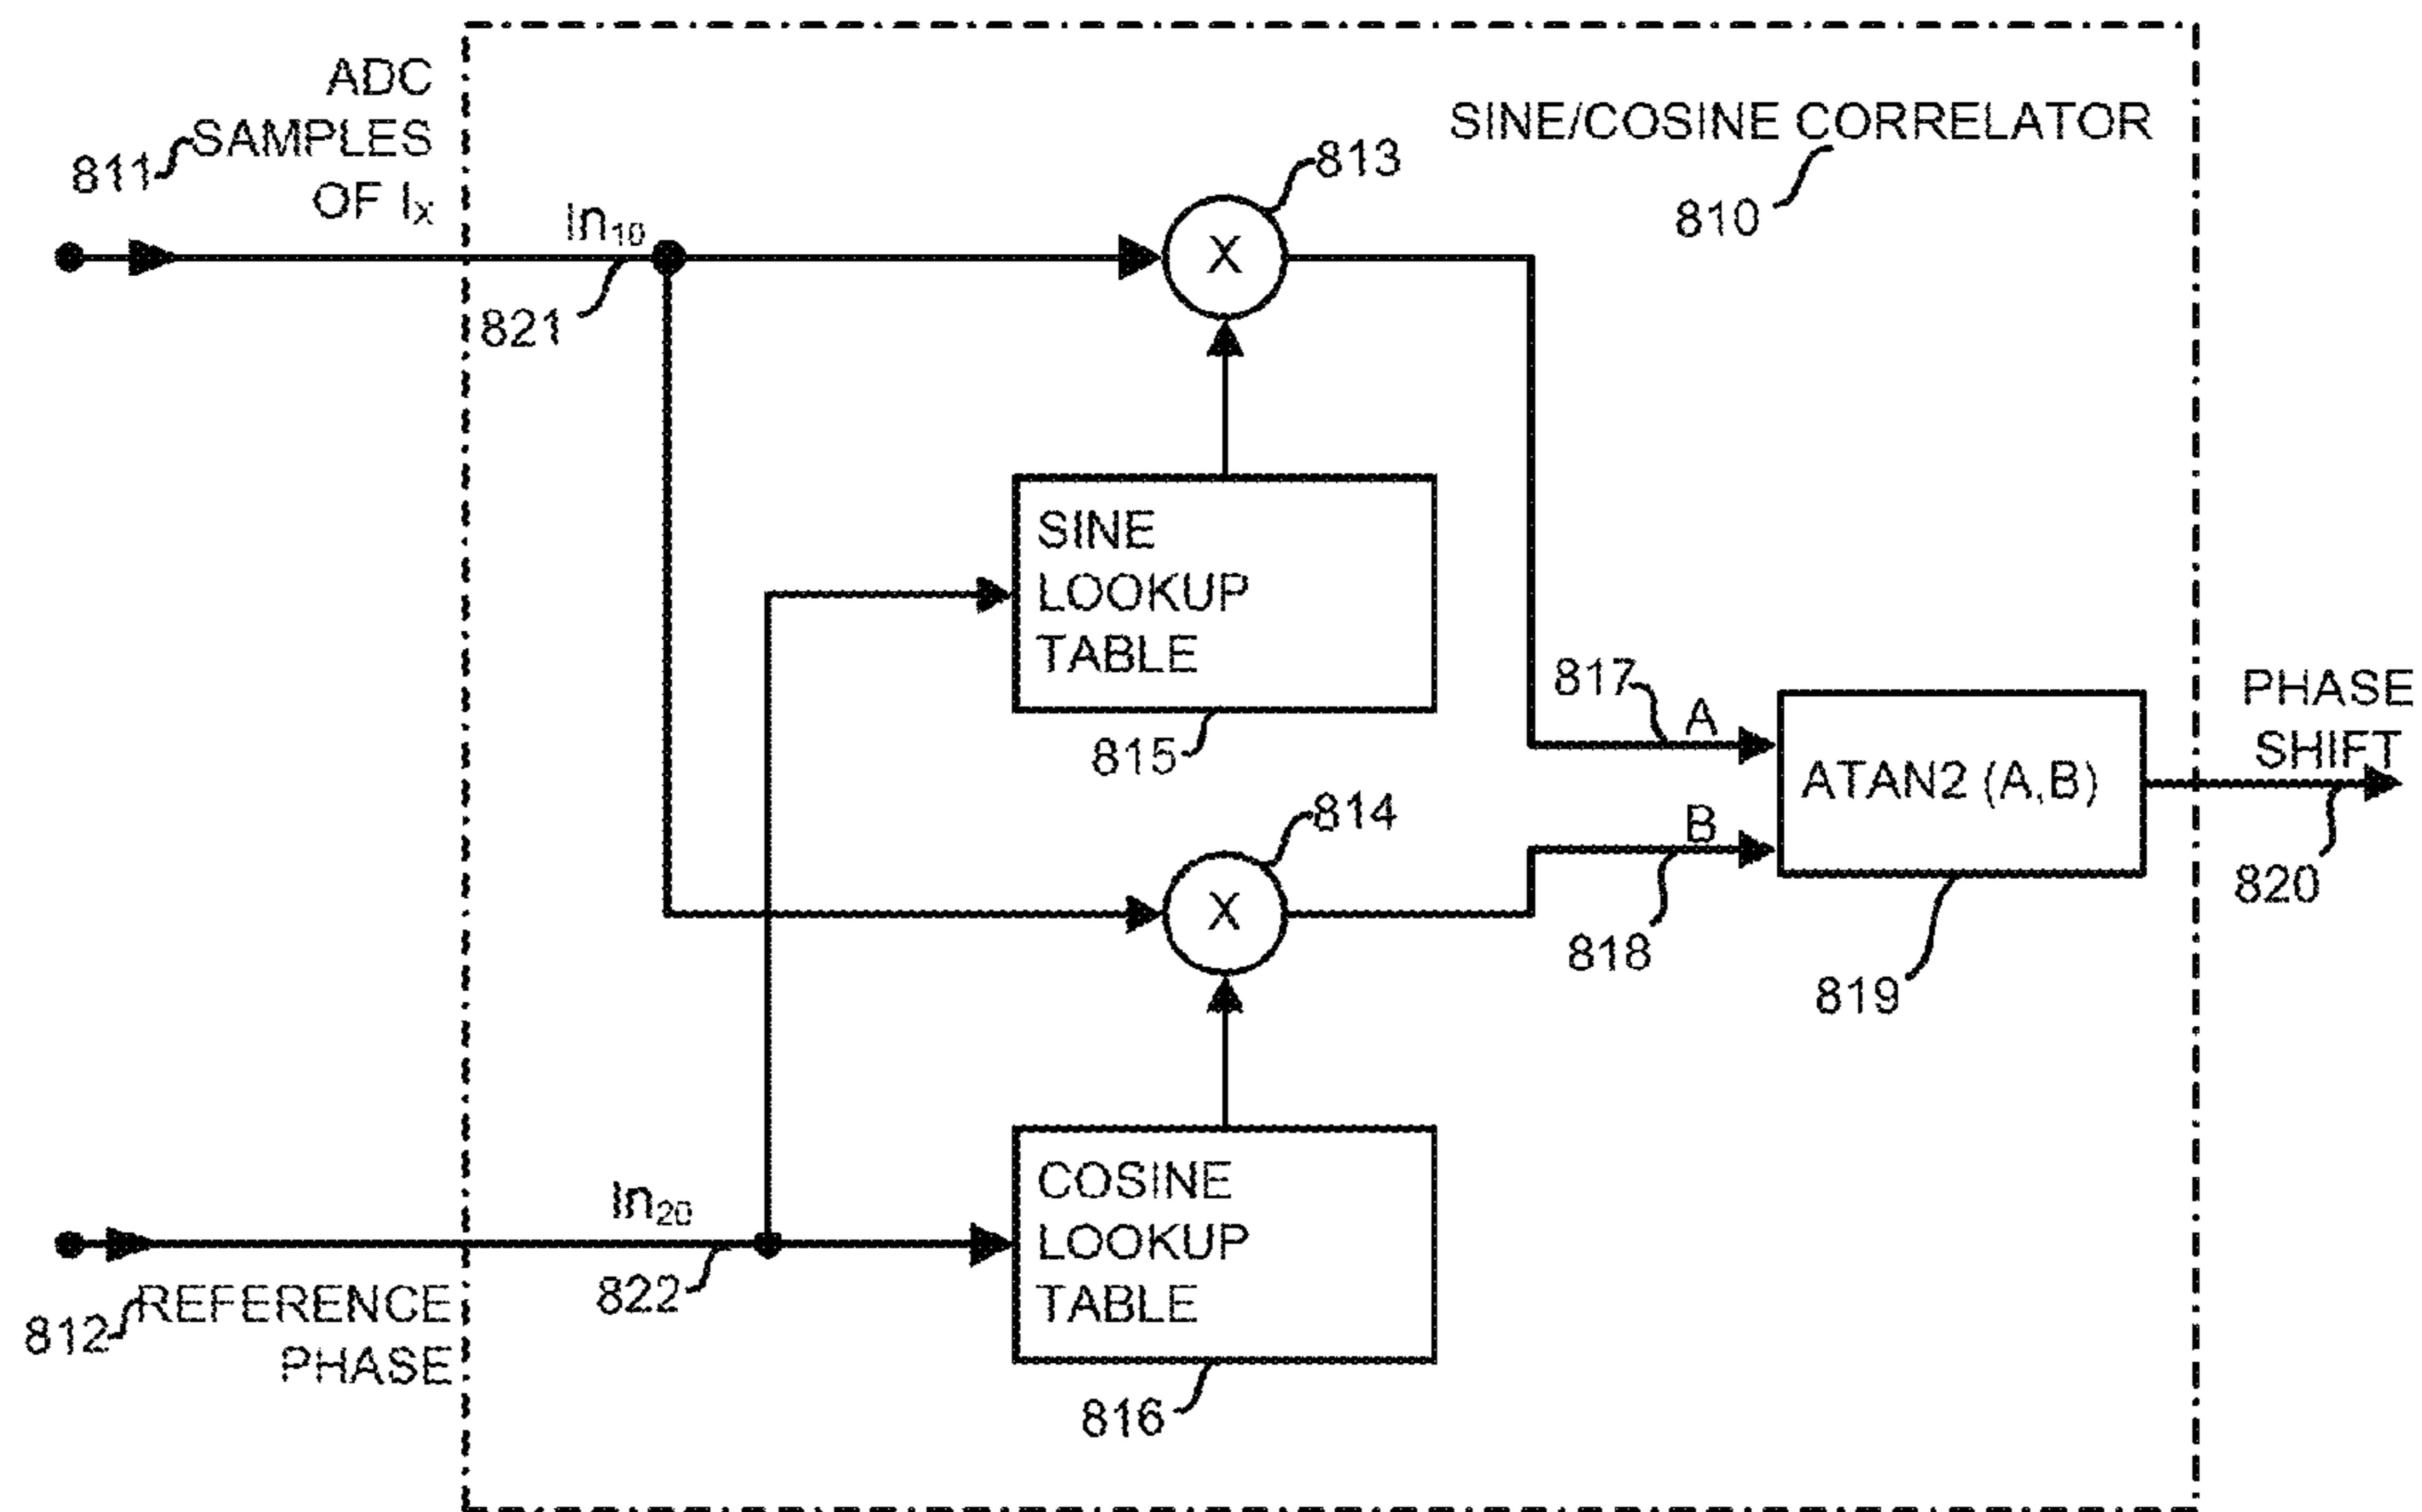 ADC
SAMPLES
OF Ix
811
SINE/COSINE CORRELATOR
810
813
In10
X
821
SINE
LOOKUP
TABLE
815
817
A
PHASE
SHIFT
ATAN2 (A,B)
814
B
820
X
818
819
In20
822
COSINE
LOOKUP
TABLE
816
812
REFERENCE
PHASE